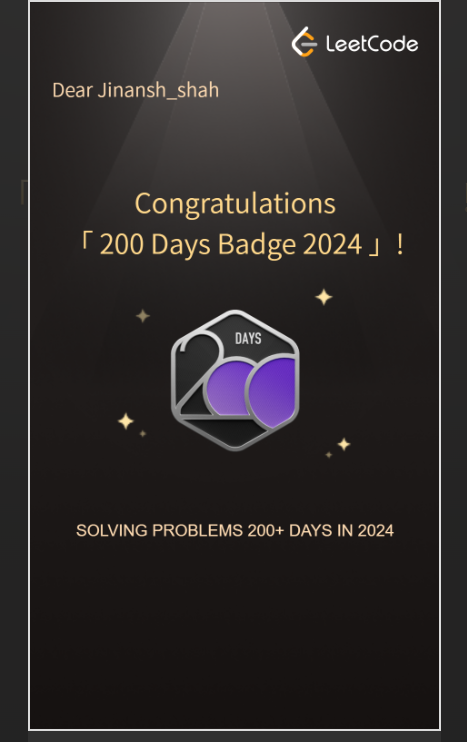 LeetCode
Dear Jinansh_shah
Congratulations
「 200 Days Badge 2024 」!
DAYS
200
SOLVING PROBLEMS 200+ DAYS IN 2024